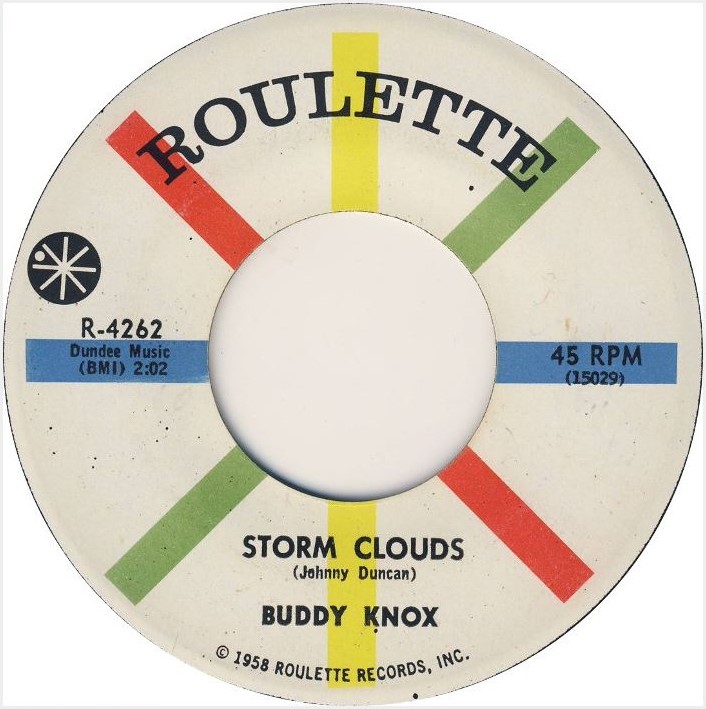 ROULETTE
R-4262
Dundee Music
(BMI) 2:02
45 RPM
(15029)
STORM CLOUDS
(Johnny Duncan)
BUDDY KNOX
© 1958 ROULETTE RECORDS, INC.